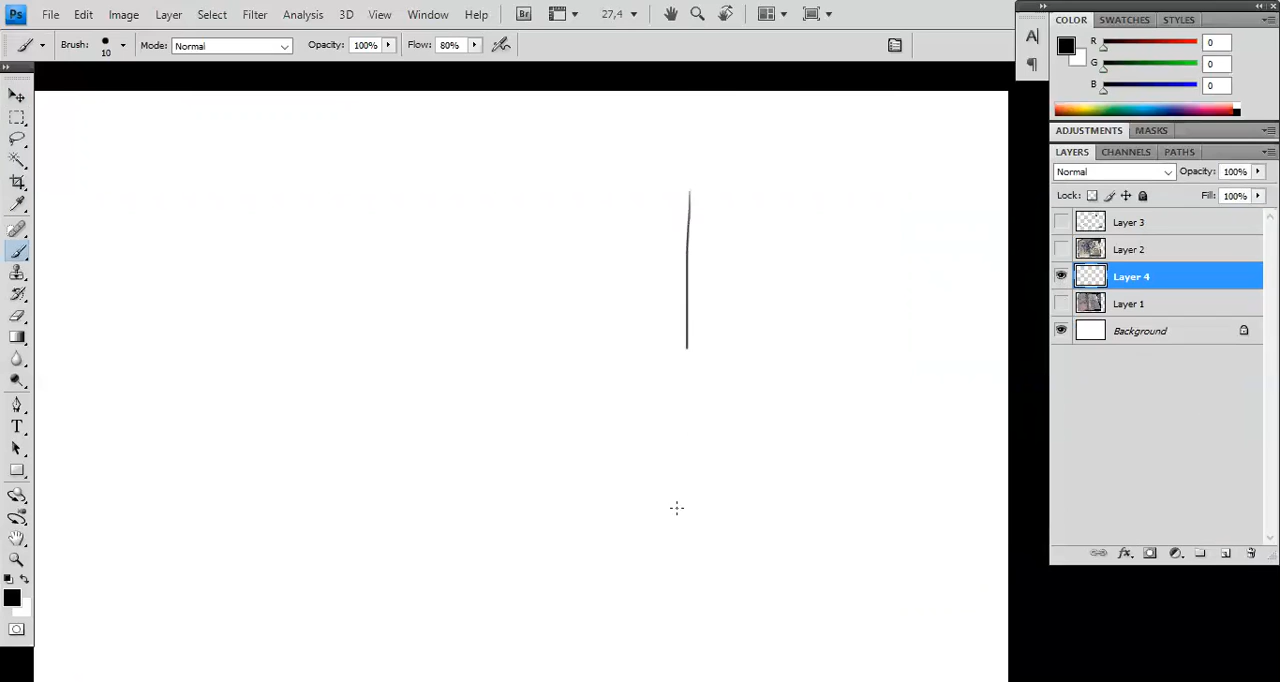 Ps File Edit Image Layer Select Filter Analysis 3D View Window Help Br 27,4
Brush: 10 Mode: Normal Opacity: 100% Flow: 80%
COLOR SWATCHES STYLES
R 0
G 0
B 0
ADJUSTMENTS MASKS
LAYERS CHANNELS PATHS
Normal Opacity: 100%
Lock: Fill: 100%
Layer 3
Layer 2
Layer 4
Layer 1
Background
fx
A
T